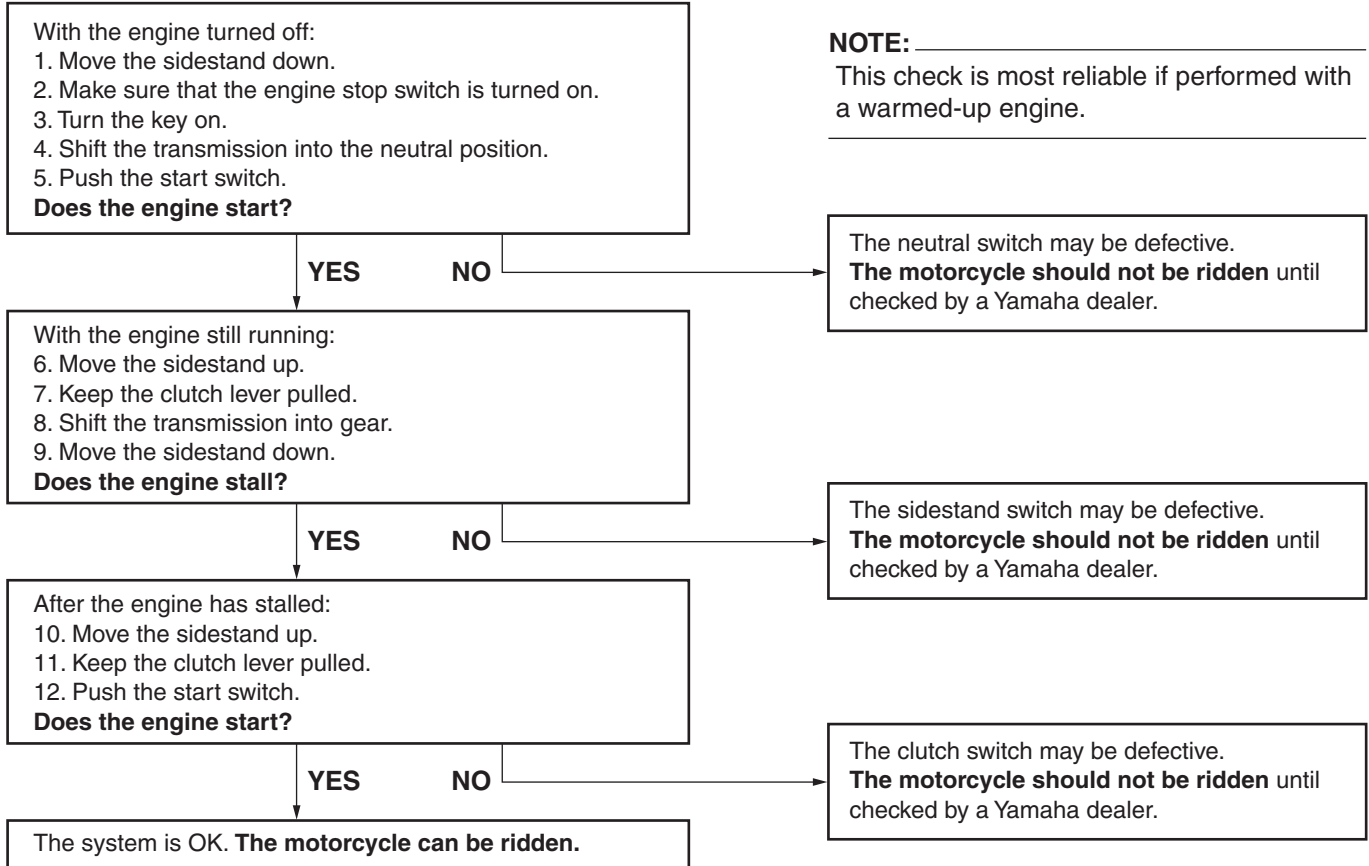 With the engine turned off:
1. Move the sidestand down.
2. Make sure that the engine stop switch is turned on.
3. Turn the key on.
4. Shift the transmission into the neutral position.
5. Push the start switch.
Does the engine start?
NOTE:
This check is most reliable if performed with
a warmed-up engine.
YES NO
The neutral switch may be defective.
The motorcycle should not be ridden until
checked by a Yamaha dealer.
With the engine still running:
6. Move the sidestand up.
7. Keep the clutch lever pulled.
8. Shift the transmission into gear.
9. Move the sidestand down.
Does the engine stall?
YES NO
The sidestand switch may be defective.
The motorcycle should not be ridden until
checked by a Yamaha dealer.
After the engine has stalled:
10. Move the sidestand up.
11. Keep the clutch lever pulled.
12. Push the start switch.
Does the engine start?
YES NO
The clutch switch may be defective.
The motorcycle should not be ridden until
checked by a Yamaha dealer.
The system is OK. The motorcycle can be ridden.